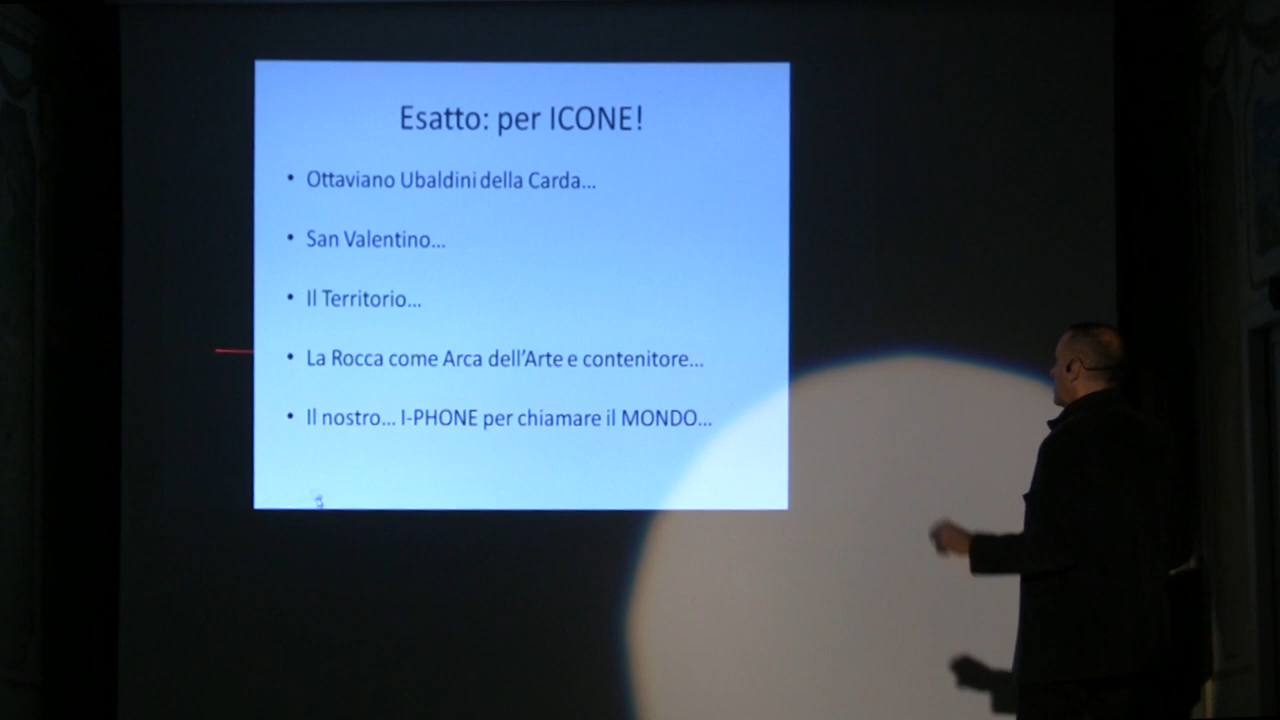 Esatto: per ICONE!
• Ottaviano Ubaldini della Carda...
• San Valentino...
• Il Territorio...
• La Rocca come Arca dell’Arte e contenitore...
• Il nostro... I-PHONE per chiamare il MONDO...